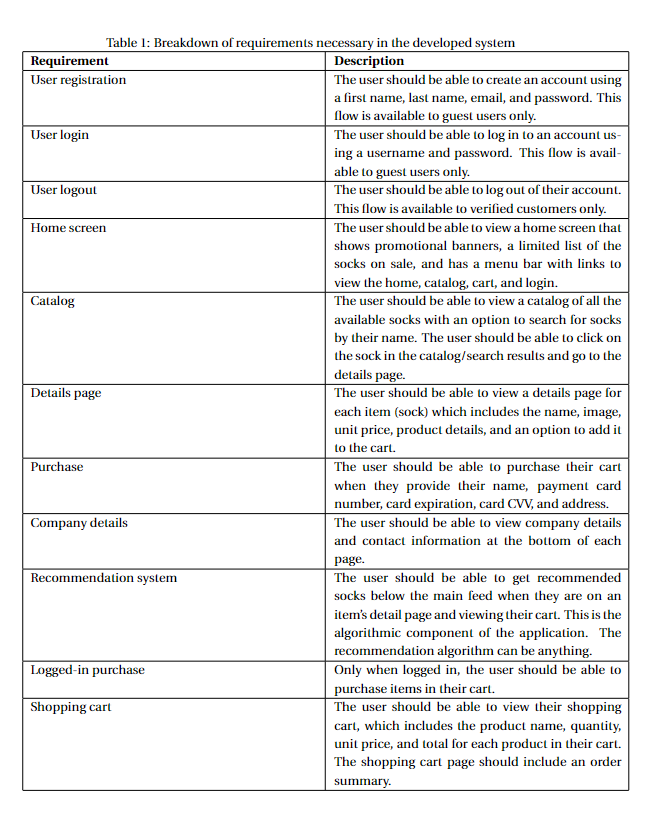 Table 1: Breakdown of requirements necessary in the developed system
Requirement Description
User registration The user should be able to create an account using
a first name, last name, email, and password. This
flow is available to guest users only.
User login The user should be able to log in to an account us-
ing a username and password. This flow is avail-
able to guest users only.
User logout The user should be able to log out of their account.
This flow is available to verified customers only.
Home screen The user should be able to view a home screen that
shows promotional banners, a limited list of the
socks on sale, and has a menu bar with links to
view the home, catalog, cart, and login.
Catalog The user should be able to view a catalog of all the
available socks with an option to search for socks
by their name. The user should be able to click on
the sock in the catalog/search results and go to the
details page.
Details page The user should be able to view a details page for
each item (sock) which includes the name, image,
unit price, product details, and an option to add it
to the cart.
Purchase The user should be able to purchase their cart
when they provide their name, payment card
number, card expiration, card CVV, and address.
Company details The user should be able to view company details
and contact information at the bottom of each
page.
Recommendation system The user should be able to get recommended
socks below the main feed when they are on an
item's detail page and viewing their cart. This is the
algorithmic component of the application. The
recommendation algorithm can be anything.
Logged-in purchase Only when logged in, the user should be able to
purchase items in their cart.
Shopping cart The user should be able to view their shopping
cart, which includes the product name, quantity,
unit price, and total for each product in their cart.
The shopping cart page should include an order
summary.